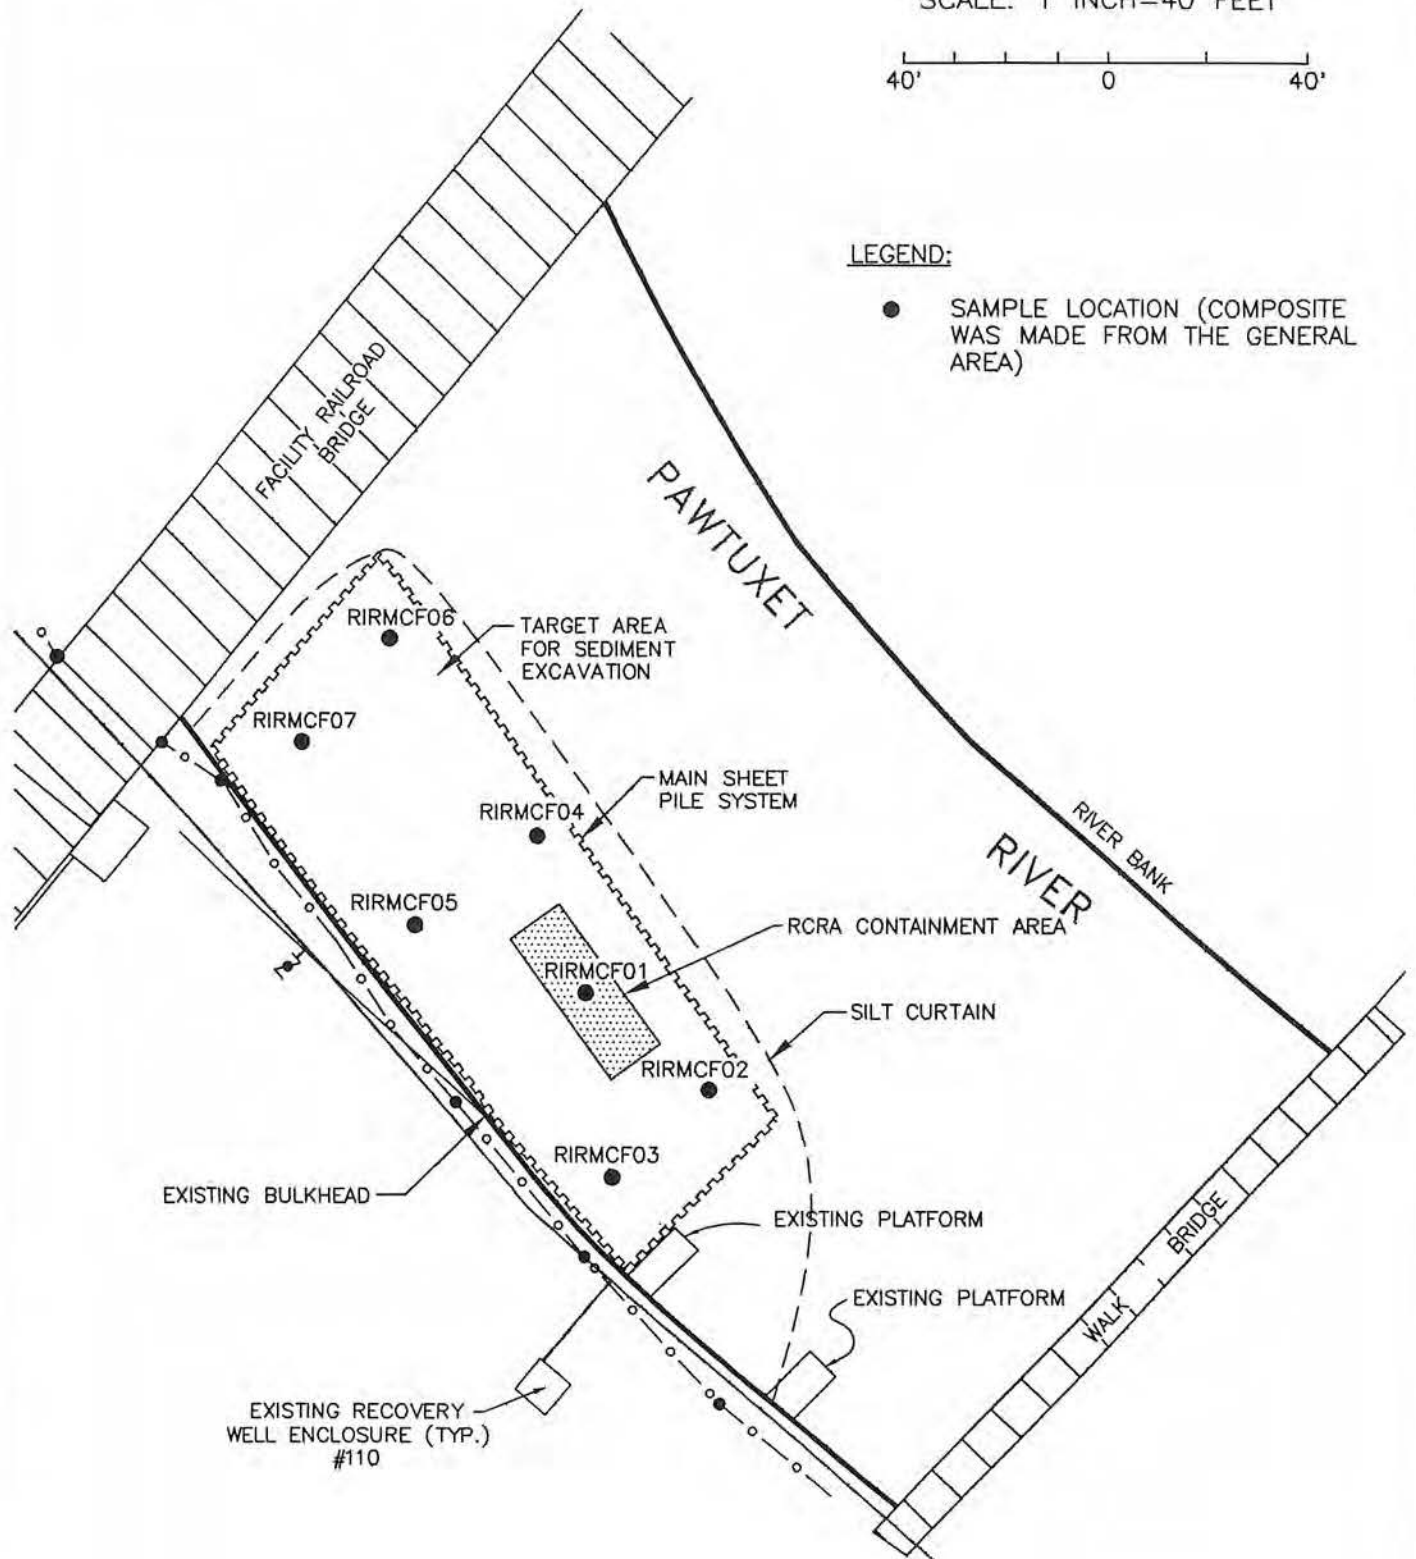 SCALE: 1 INCH=40 FEET
40' 0 40'
LEGEND:
SAMPLE LOCATION (COMPOSITE
WAS MADE FROM THE GENERAL
AREA)
FACILITY RAILROAD
BRIDGE
PAWTUXET
RIVER
RIVER BANK
RIRMCF06
TARGET AREA
FOR SEDIMENT
EXCAVATION
RIRMCF07
MAIN SHEET
PILE SYSTEM
RIRMCF04
RIRMCF05
RCRA CONTAINMENT AREA
RIRMCF01
SILT CURTAIN
RIRMCF02
RIRMCF03
EXISTING BULKHEAD
EXISTING PLATFORM
EXISTING PLATFORM
WALK BRIDGE
EXISTING RECOVERY
WELL ENCLOSURE (TYP.)
#110